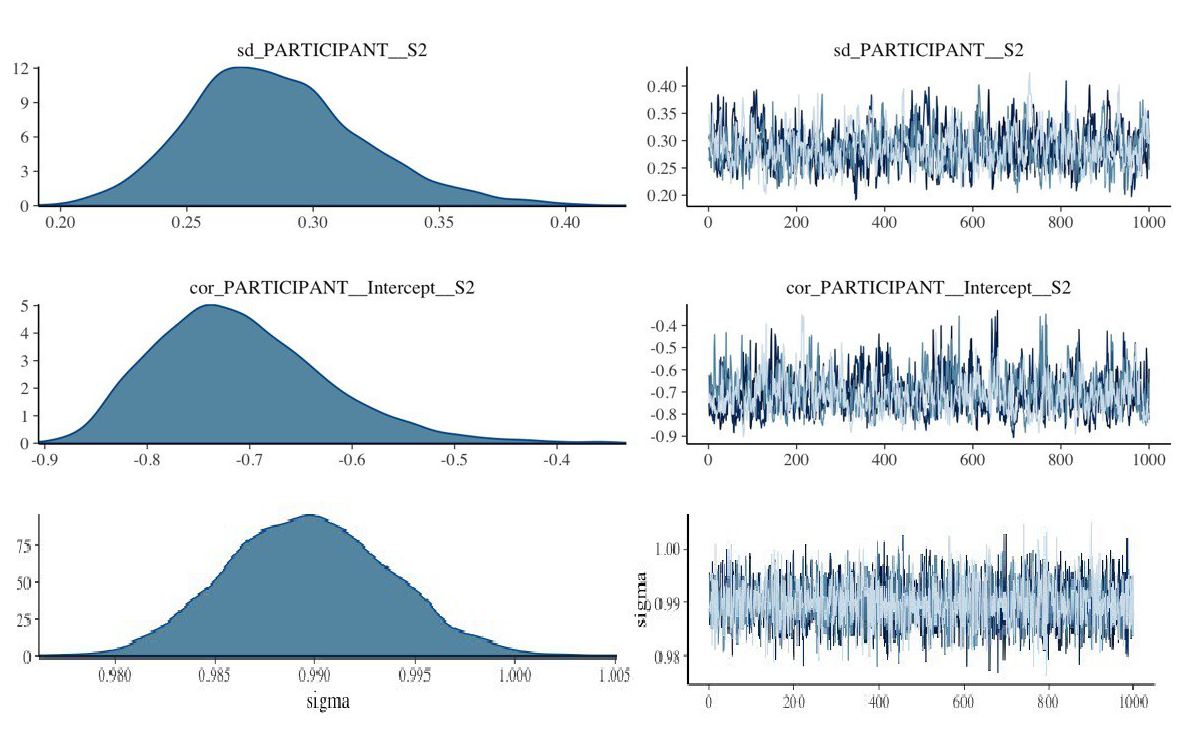 sd_PARTICIPANT__S2
12
9
6
3
0
0.20 0.25 0.30 0.35 0.40
sd_PARTICIPANT__S2
0.40
0.35
0.30
0.25
0.20
0 200 400 600 800 1000
cor_PARTICIPANT__Intercept__S2
5
4
3
2
1
0
-0.9 -0.8 -0.7 -0.6 -0.5 -0.4
cor_PARTICIPANT__Intercept__S2
-0.4
-0.5
-0.6
-0.7
-0.8
-0.9
0 200 400 600 800 1000
75
50
25
0
0.980 0.985 0.990 0.995 1.000 1.005
sigma
sigma
1.00
0.99
0.98
0 200 400 600 800 1000